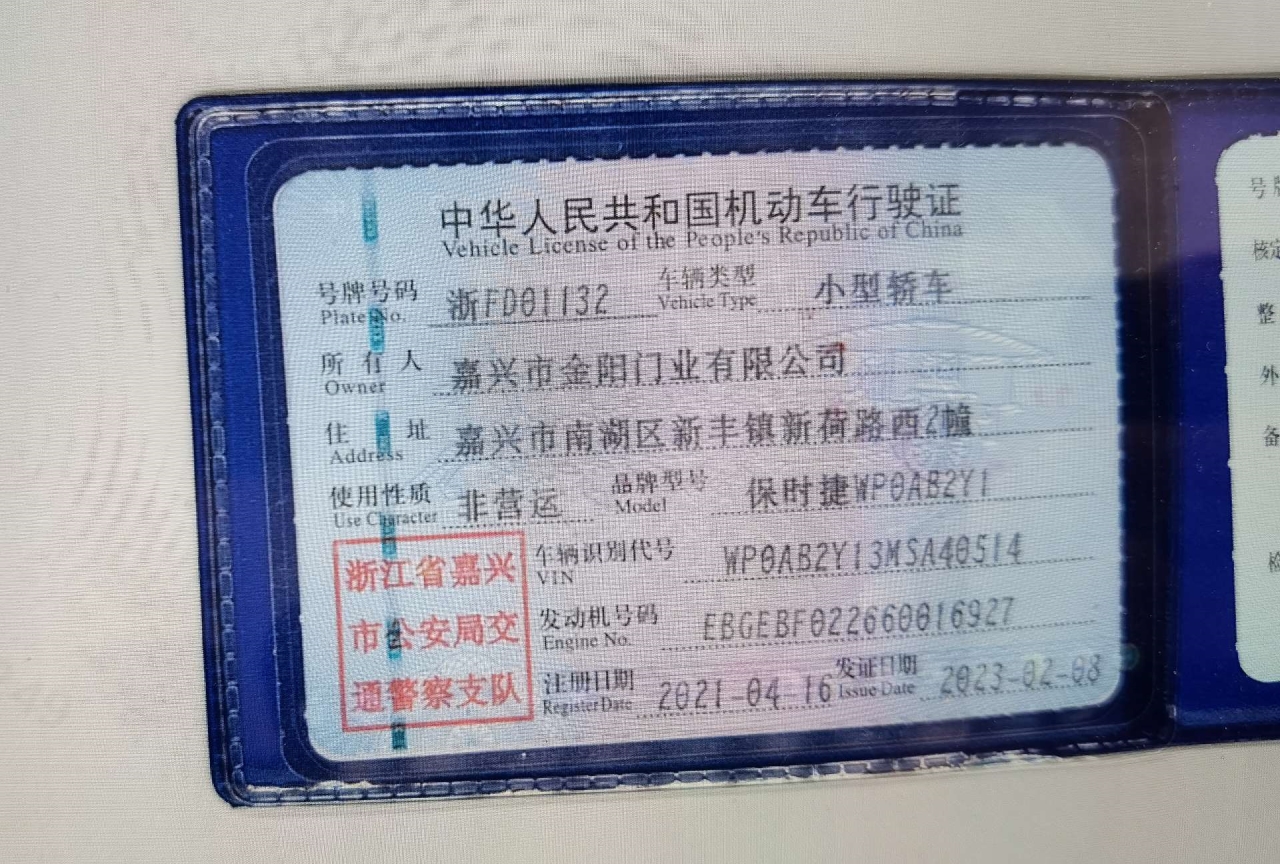 中华人民共和国机动车行驶证
Vehicle License of the People's Republic of China
号牌号码 浙FD01132 车辆类型 小型轿车
Plate No. Vehicle Type
所有人 嘉兴市金阳门业有限公司
Owner
住址 嘉兴市南湖区新丰镇新荷路西2幢
Address
使用性质 非营运 品牌型号 保时捷WP0AB2Y1
Use Character Model
浙江省嘉兴
市公安局交
通警察支队
车辆识别代号 WP0AB2Y13MSA40514
VIN
发动机号码 EBGEBF022660016927
Engine No.
注册日期 2021-04-16 发证日期 2023-02-08
Register Date Issue Date
号牌
核定
整
外
备
检